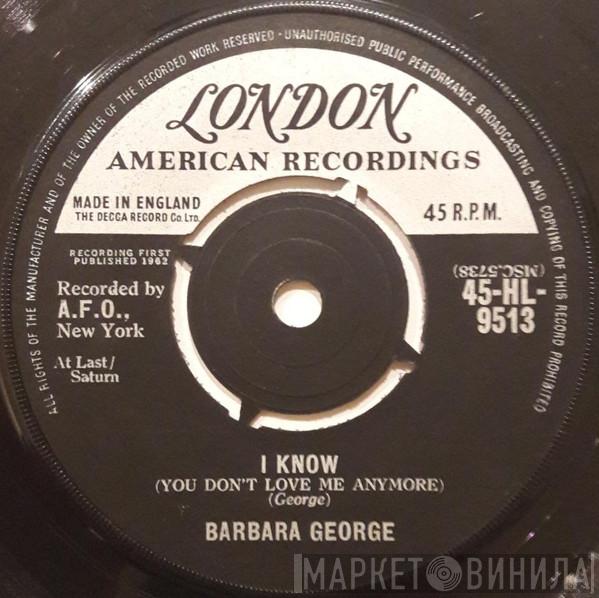 ALL RIGHTS OF THE MANUFACTURER AND OF THE OWNER OF THE RECORDED WORK RESERVED · UNAUTHORISED PUBLIC PERFORMANCE BROADCASTING AND COPYING OF THIS RECORD PROHIBITED
LONDON
AMERICAN RECORDINGS
MADE IN ENGLAND
THE DECCA RECORD CO. LTD.
45 R.P.M.
RECORDING FIRST
PUBLISHED 1962
(MSC.5738)
Recorded by
A.F.O.,
New York
45-HL-
9513
At Last/
Saturn
I KNOW
(YOU DON'T LOVE ME ANYMORE)
(George)
BARBARA GEORGE
МАРКЕТ ВИНИЛА